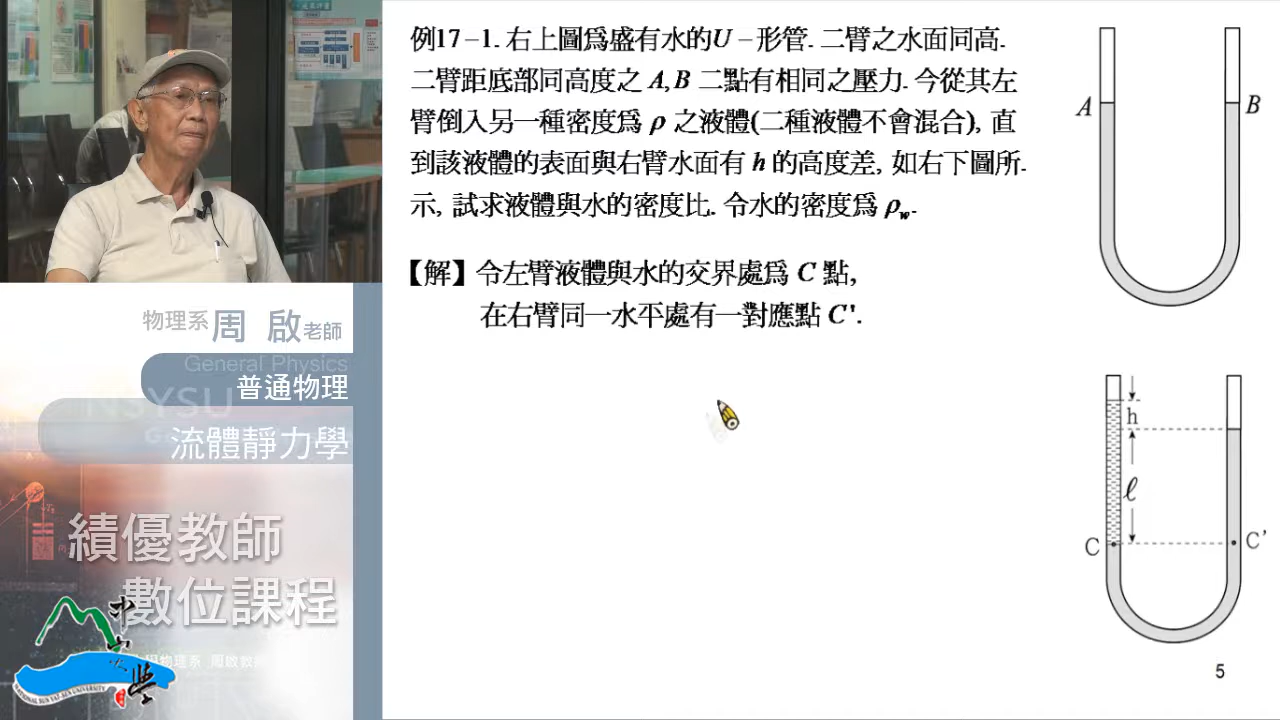 例17-1. 右上圖爲盛有水的U-形管. 二臂之水面同高.
二臂距底部同高度之 A, B 二點有相同之壓力. 今從其左
臂倒入另一種密度爲 ρ 之液體(二種液體不會混合), 直
到該液體的表面與右臂水面有 h 的高度差, 如右下圖所
示, 試求液體與水的密度比. 令水的密度爲 ρw.
【解】令左臂液體與水的交界處爲 C 點,
在右臂同一水平處有一對應點 C'.
A
B
h
ℓ
C
C'
5
物理系 周 啟 老師
General Physics
普通物理
NSYSU
流體靜力學
績優教師
數位課程
NATIONAL SUN YAT-SEN UNIVERSITY